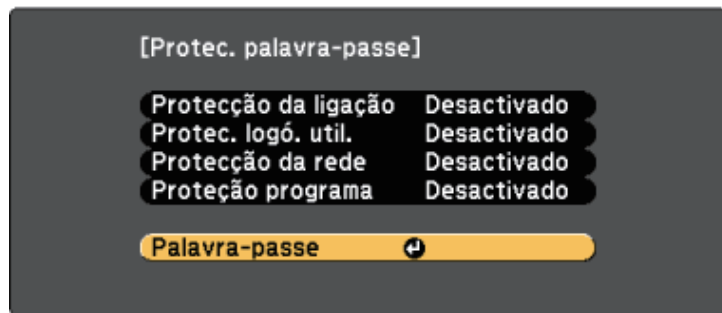 [Protec. palavra-passe]
Protecção da ligação Desactivado
Protec. logó. util. Desactivado
Protecção da rede Desactivado
Proteção programa Desactivado
Palavra-passe